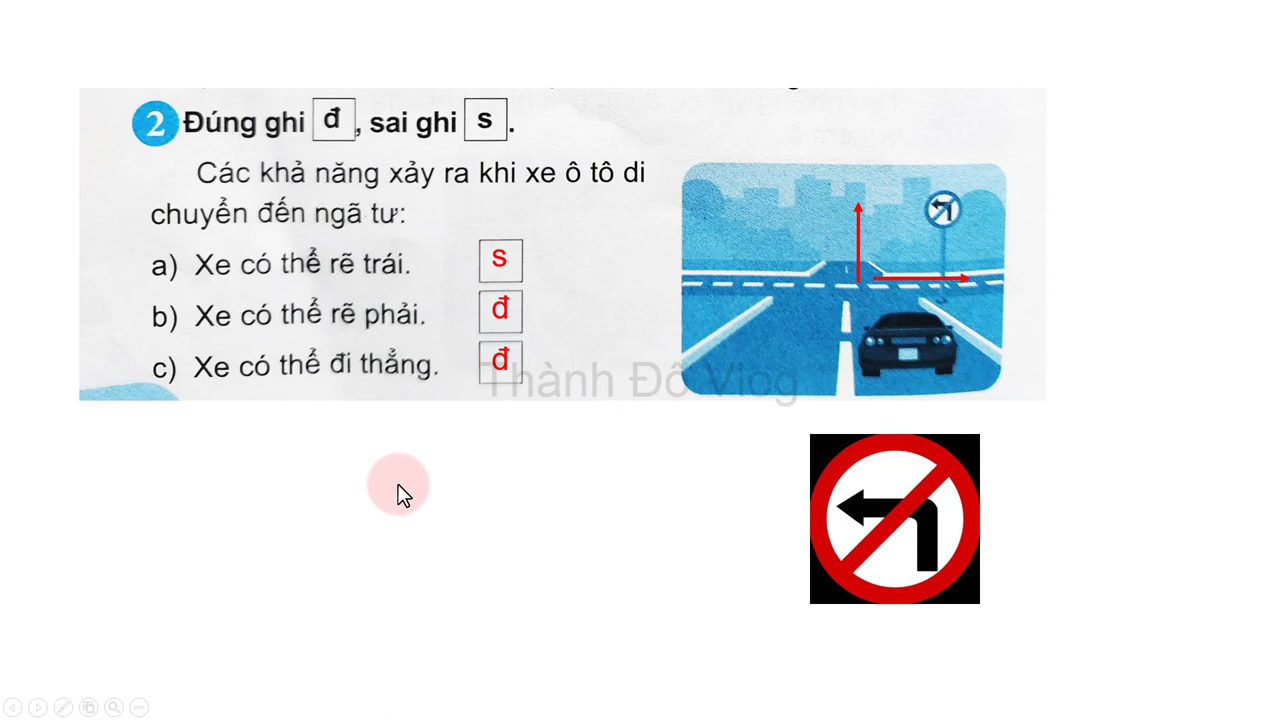 2 Đúng ghi đ, sai ghi s.
Các khả năng xảy ra khi xe ô tô di
chuyển đến ngã tư:
a) Xe có thể rẽ trái. s
b) Xe có thể rẽ phải. đ
c) Xe có thể đi thẳng. đ
Thành Đô Vlog